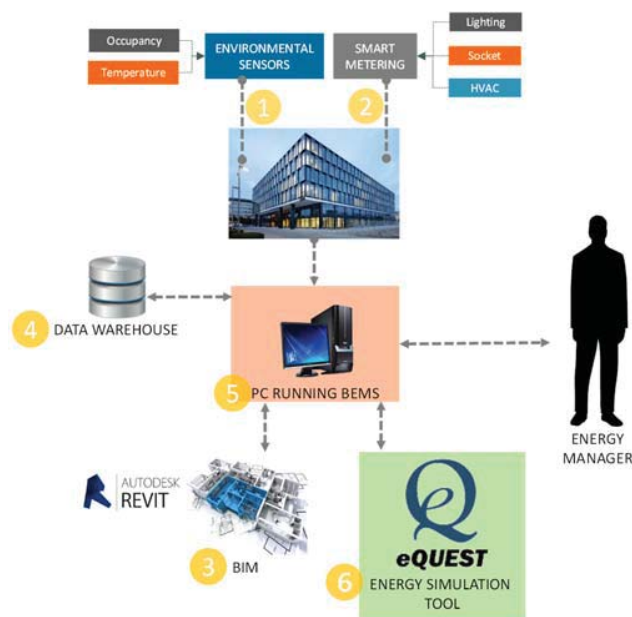 Occupancy
Temperature
ENVIRONMENTAL
SENSORS
SMART
METERING
Lighting
Socket
HVAC
1
2
4
DATA WAREHOUSE
5
PC RUNNING BEMS
ENERGY
MANAGER
AUTODESK
REVIT
3
BIM
eQUEST
6
ENERGY SIMULATION
TOOL